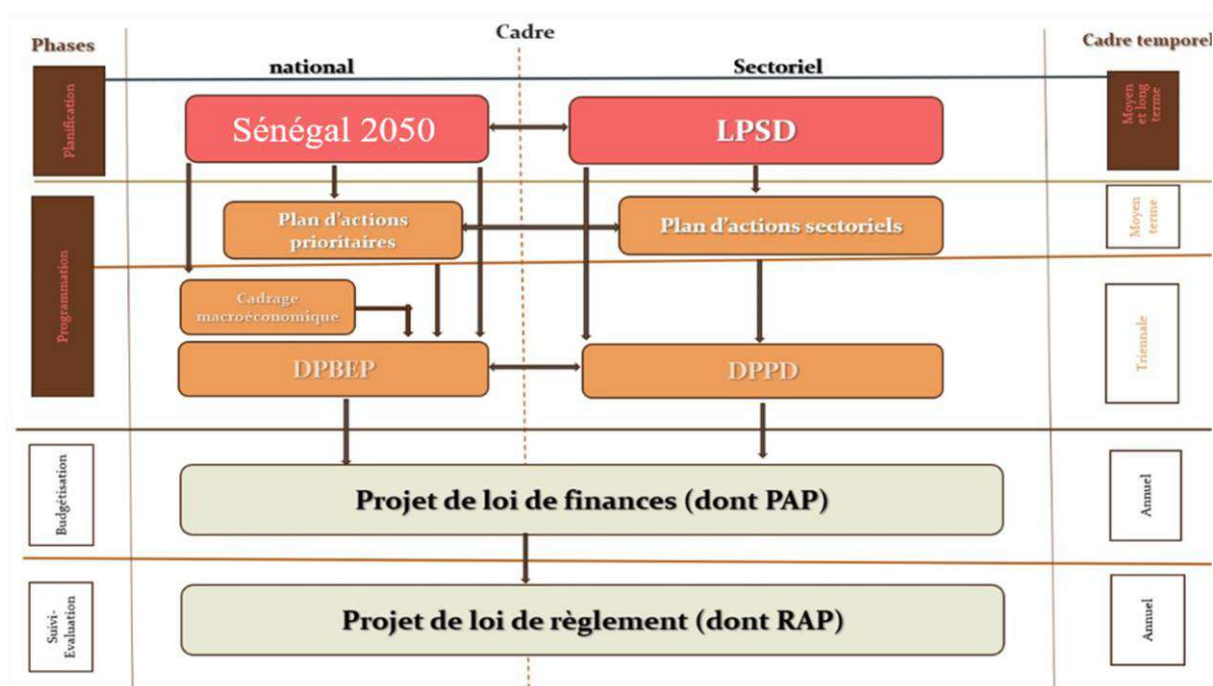 Cadre
Phases
national
Sectoriel
Cadre temporel
Planification
Sénégal 2050
LPSD
Moyen
et long
terme
Programmation
Plan d'actions
prioritaires
Plan d'actions sectoriels
Moyen
terme
Cadrage
macroéconomique
DPBEP
DPPD
Triennale
Budgétisation
Projet de loi de finances (dont PAP)
Annuel
Suivi-
Evaluation
Projet de loi de règlement (dont RAP)
Annuel